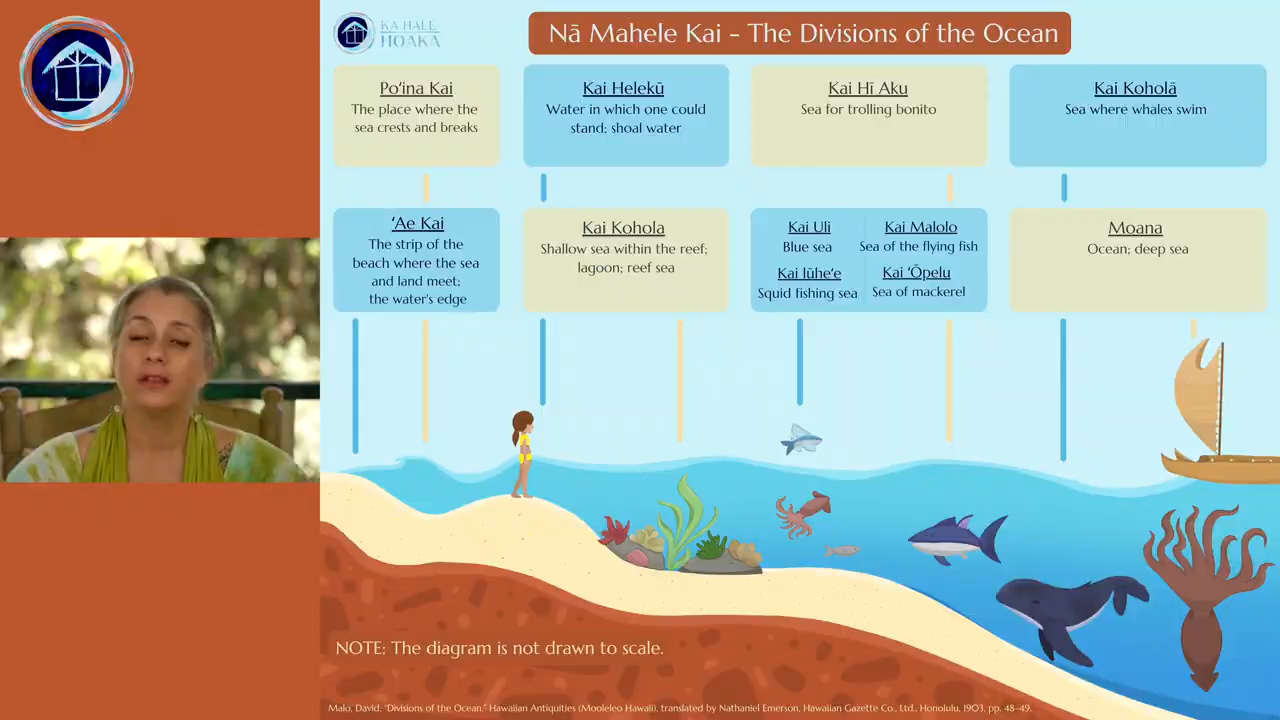 KA HALE
HOAKA
Nā Mahele Kai - The Divisions of the Ocean
Poʻina Kai
The place where the
sea crests and breaks
Kai Helekū
Water in which one could
stand; shoal water
Kai Hī Aku
Sea for trolling bonito
Kai Koholā
Sea where whales swim
ʻAe Kai
The strip of the
beach where the sea
and land meet;
the water's edge
Kai Kohola
Shallow sea within the reef;
lagoon; reef sea
Kai Uli
Blue sea
Kai Malolo
Sea of the flying fish
Kai lūheʻe
Squid fishing sea
Kai ʻŌpelu
Sea of mackerel
Moana
Ocean; deep sea
NOTE: The diagram is not drawn to scale.
Malo, David. "Divisions of the Ocean." Hawaiian Antiquities (Mooleleo Hawaii), translated by Nathaniel Emerson, Hawaiian Gazette Co., Ltd., Honolulu, 1903, pp. 48-49.